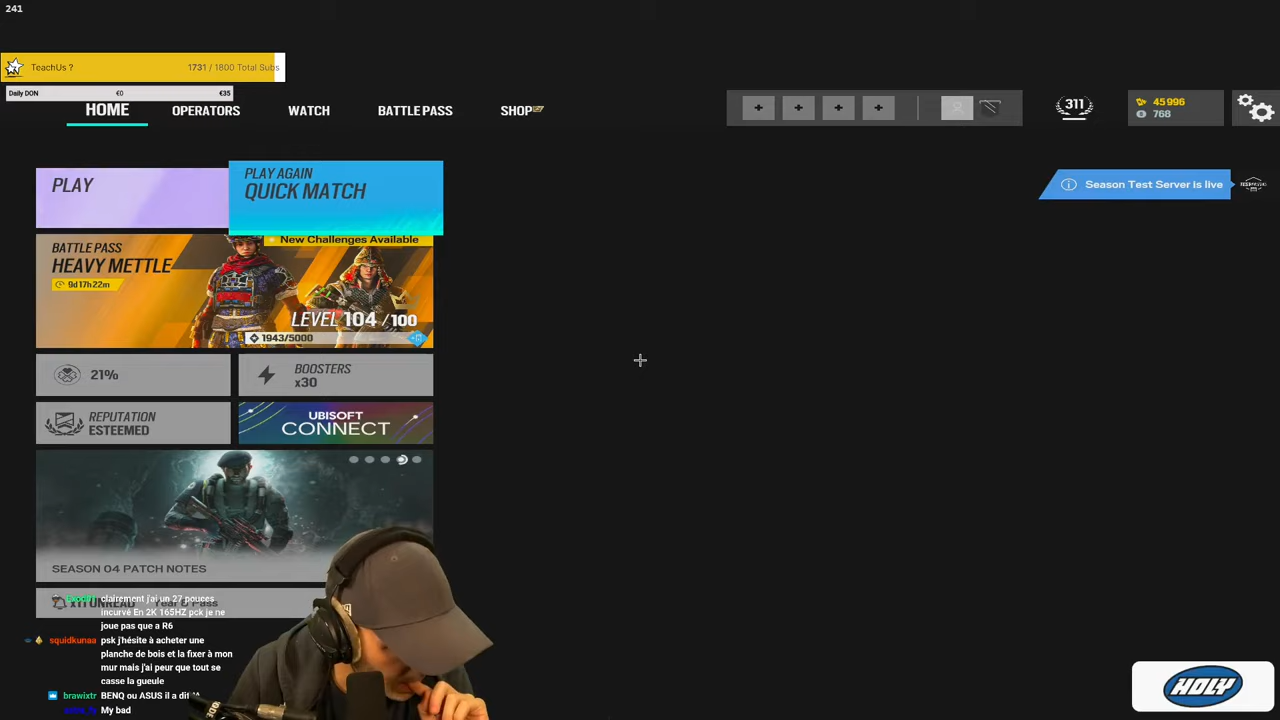 241
TeachUs ? 1731 / 1800 Total Subs
Daily DON €0 €35
HOME OPERATORS WATCH BATTLE PASS SHOP
311
45 996
768
PLAY
PLAY AGAIN
QUICK MATCH
Season Test Server is live
BATTLE PASS
HEAVY METTLE
9d 17h 22m
New Challenges Available
LEVEL 104 / 100
1943/5000
21%
BOOSTERS
x30
REPUTATION
ESTEEMED
UBISOFT
CONNECT
SEASON 04 PATCH NOTES
UNREAD
Pass
clairement j'ai un 27 pouces
incurvé En 2K 165HZ pck je ne
joue pas que a R6
squidkunaa psk j'hésite à acheter une
planche de bois et la fixer à mon
mur mais j'ai peur que tout se
casse la gueule
brawixtr BENQ ou ASUS il a dit
My bad
HOLY